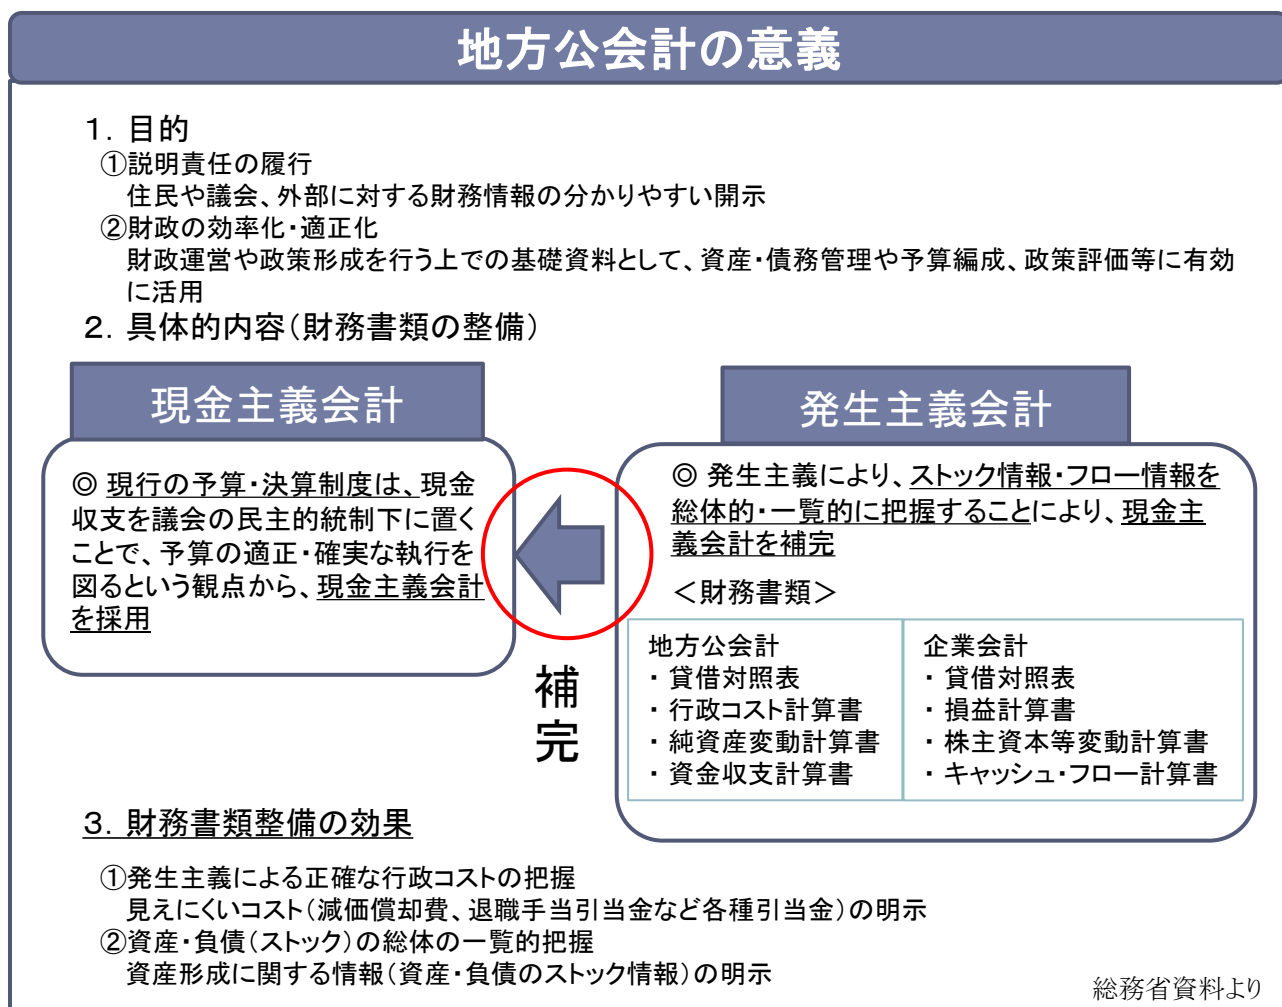 地方公会計の意義
１．目的
①説明責任の履行
住民や議会、外部に対する財務情報の分かりやすい開示
②財政の効率化・適正化
財政運営や政策形成を行う上での基礎資料として、資産・債務管理や予算編成、政策評価等に有効
に活用
２．具体的内容（財務書類の整備）
現金主義会計
◎ 現行の予算・決算制度は、現金
収支を議会の民主的統制下に置く
ことで、予算の適正・確実な執行を
図るという観点から、現金主義会計
を採用
補
完
発生主義会計
◎ 発生主義により、ストック情報・フロー情報を
総体的・一覧的に把握することにより、現金主
義会計を補完
＜財務書類＞
地方公会計
・ 貸借対照表
・ 行政コスト計算書
・ 純資産変動計算書
・ 資金収支計算書
企業会計
・ 貸借対照表
・ 損益計算書
・ 株主資本等変動計算書
・ キャッシュ・フロー計算書
３．財務書類整備の効果
①発生主義による正確な行政コストの把握
見えにくいコスト（減価償却費、退職手当引当金など各種引当金）の明示
②資産・負債（ストック）の総体の一覧的把握
資産形成に関する情報（資産・負債のストック情報）の明示
総務省資料より